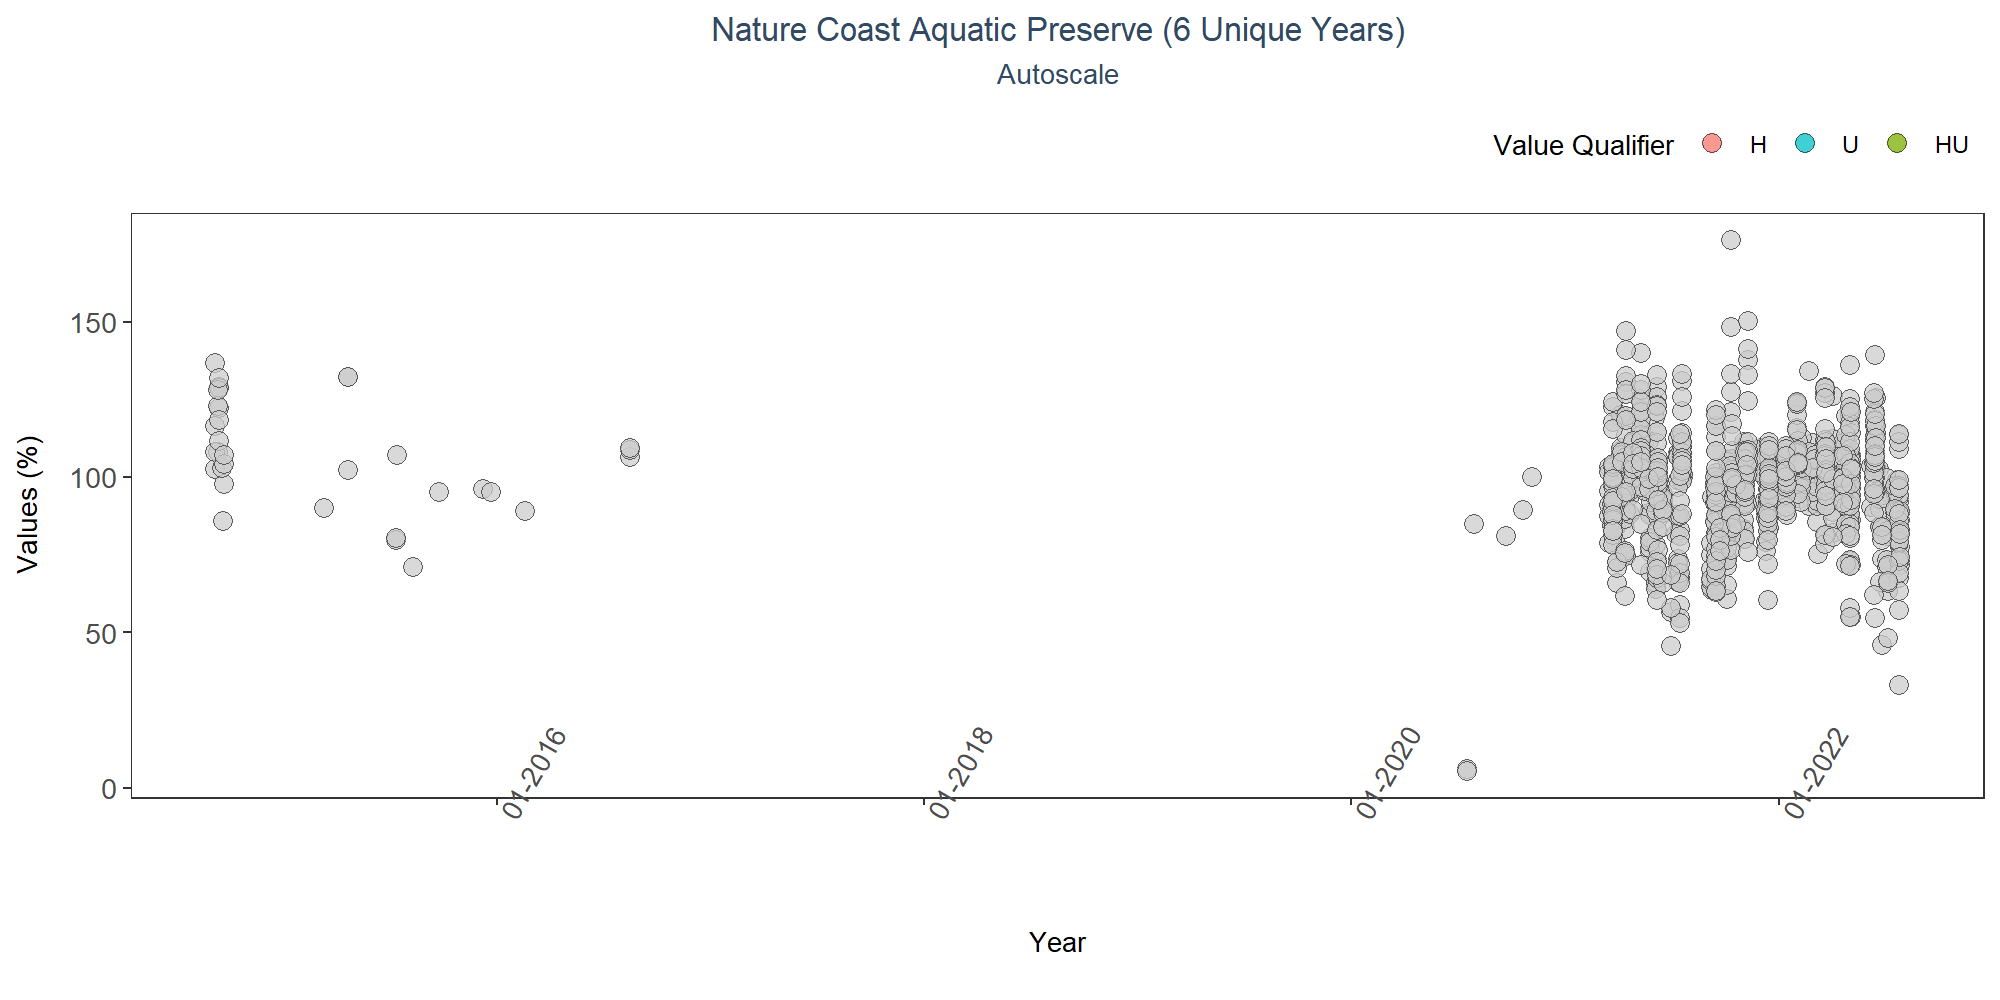 Nature Coast Aquatic Preserve (6 Unique Years)
Autoscale
Value Qualifier H U HU
Values (%)
150
100
50
0
01-2016
01-2018
01-2020
01-2022
Year